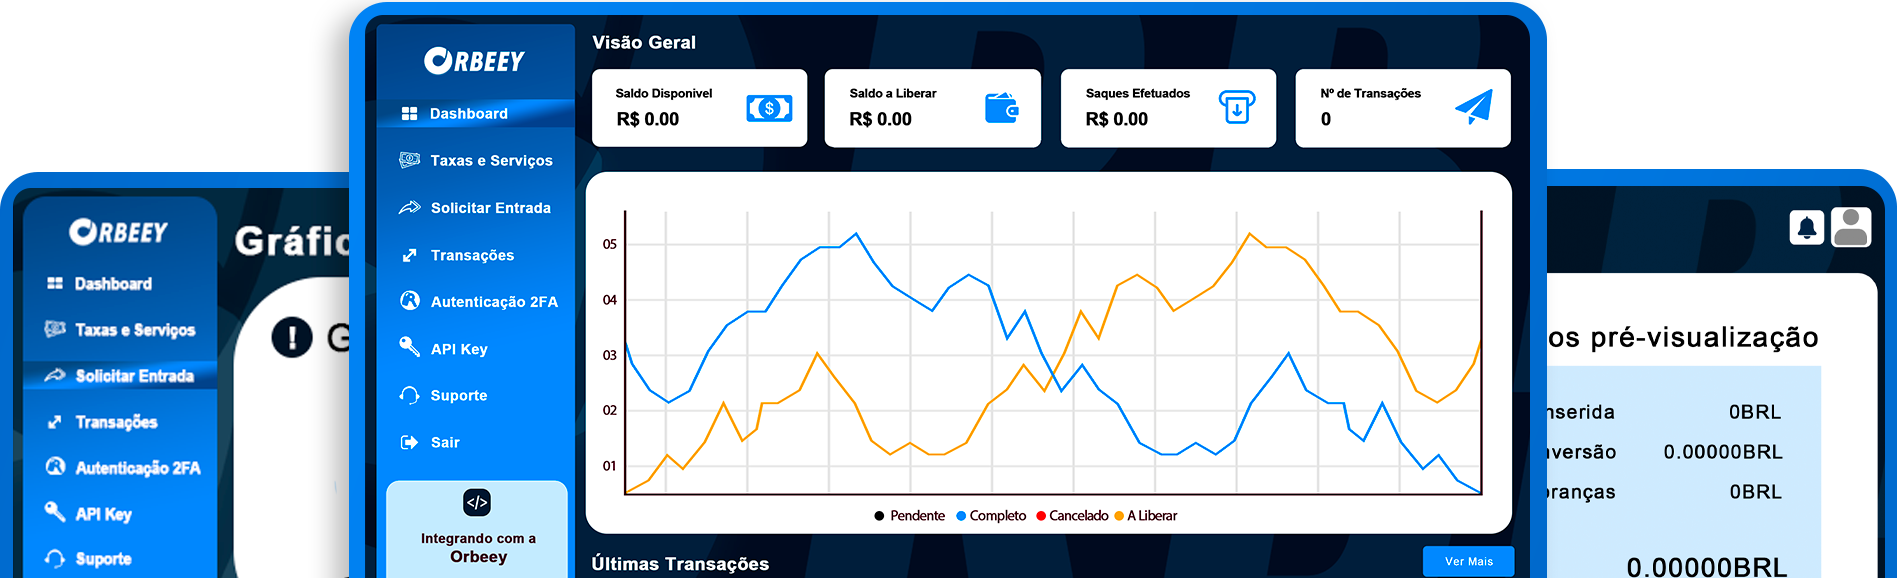 ORBEEY
Dashboard
Taxas e Serviços
Solicitar Entrada
Transações
Autenticação 2FA
API Key
Suporte
Gráfic
! G
ORBEEY
Dashboard
Taxas e Serviços
Solicitar Entrada
Transações
Autenticação 2FA
API Key
Suporte
Sair
</>
Integrando com a
Orbeey
Visão Geral
Saldo Disponivel
R$ 0.00
$
Saldo a Liberar
R$ 0.00
Saques Efetuados
R$ 0.00
Nº de Transações
0
05
04
03
02
01
Pendente Completo Cancelado A Liberar
Últimas Transações
Ver Mais
os pré-visualização
nserida 0BRL
versão 0.00000BRL
ranças 0BRL
0.00000BRL